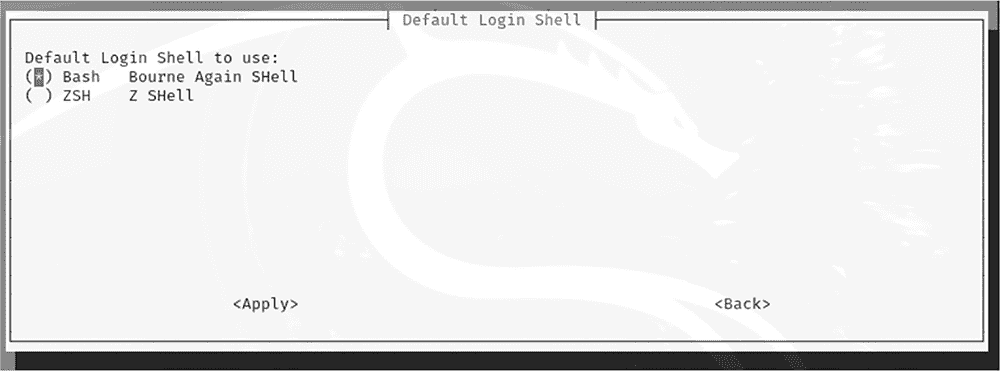 Default Login Shell
Default Login Shell to use:
(*) Bash   Bourne Again SHell
( ) ZSH    Z SHell
<Apply> <Back>